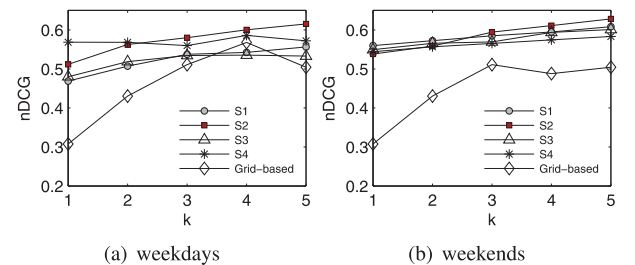 0.6
0.5
0.4
0.3
0.2
nDCG
S1
S2
S3
S4
Grid-based
1 2 3 4 5
k
(a) weekdays
0.6
0.5
0.4
0.3
0.2
nDCG
S1
S2
S3
S4
Grid-based
1 2 3 4 5
k
(b) weekends